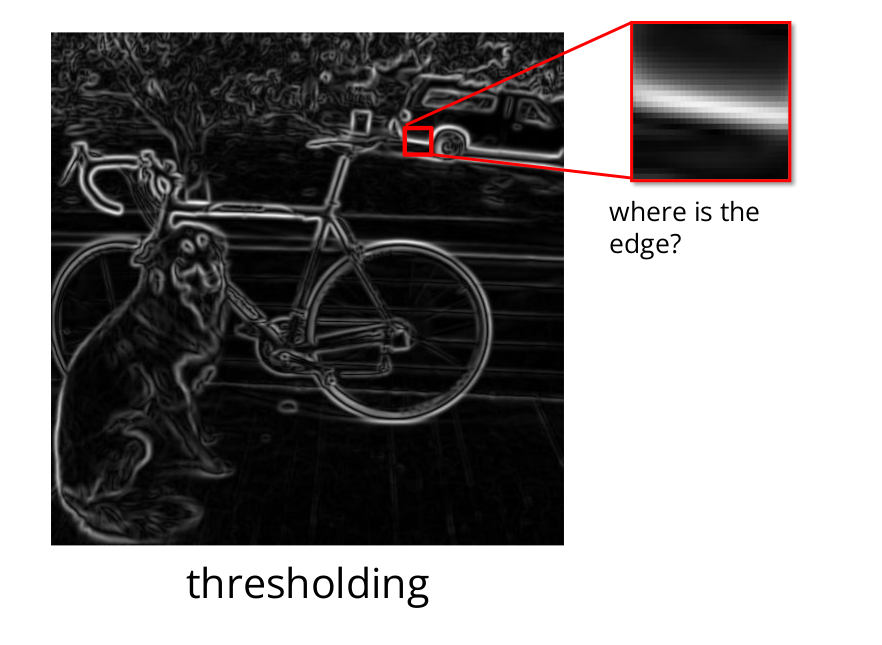 where is the
edge?
thresholding